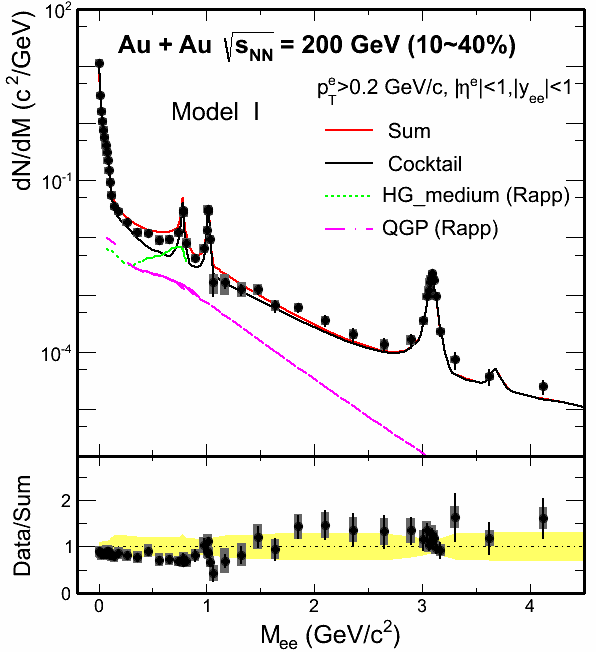 10²
Au + Au √sNN = 200 GeV (10~40%)
p_T^e>0.2 GeV/c, |η^e|<1,|y_ee|<1
Model I
Sum
Cocktail
HG_medium (Rapp)
QGP (Rapp)
dN/dM (c²/GeV)
10⁻¹
10⁻⁴
Data/Sum
2
1
0
0 1 2 3 4
M_ee (GeV/c²)